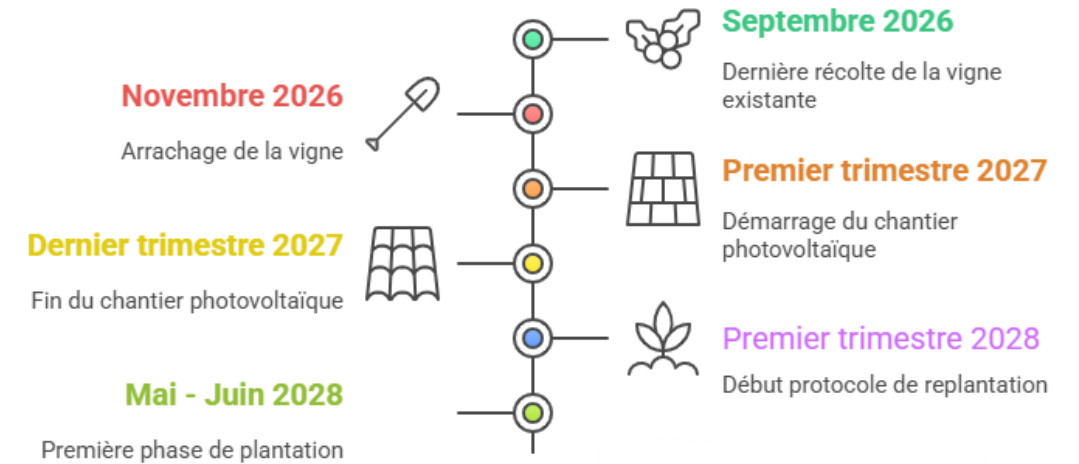 Septembre 2026
Dernière récolte de la vigne
existante
Novembre 2026
Arrachage de la vigne
Premier trimestre 2027
Démarrage du chantier
photovoltaïque
Dernier trimestre 2027
Fin du chantier photovoltaïque
Premier trimestre 2028
Début protocole de replantation
Mai - Juin 2028
Première phase de plantation